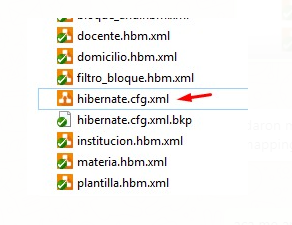 docente.hbm.xml
domicilio.hbm.xml
filtro_bloque.hbm.xml
hibernate.cfg.xml
hibernate.cfg.xml.bkp
institucion.hbm.xml
materia.hbm.xml
plantilla.hbm.xml